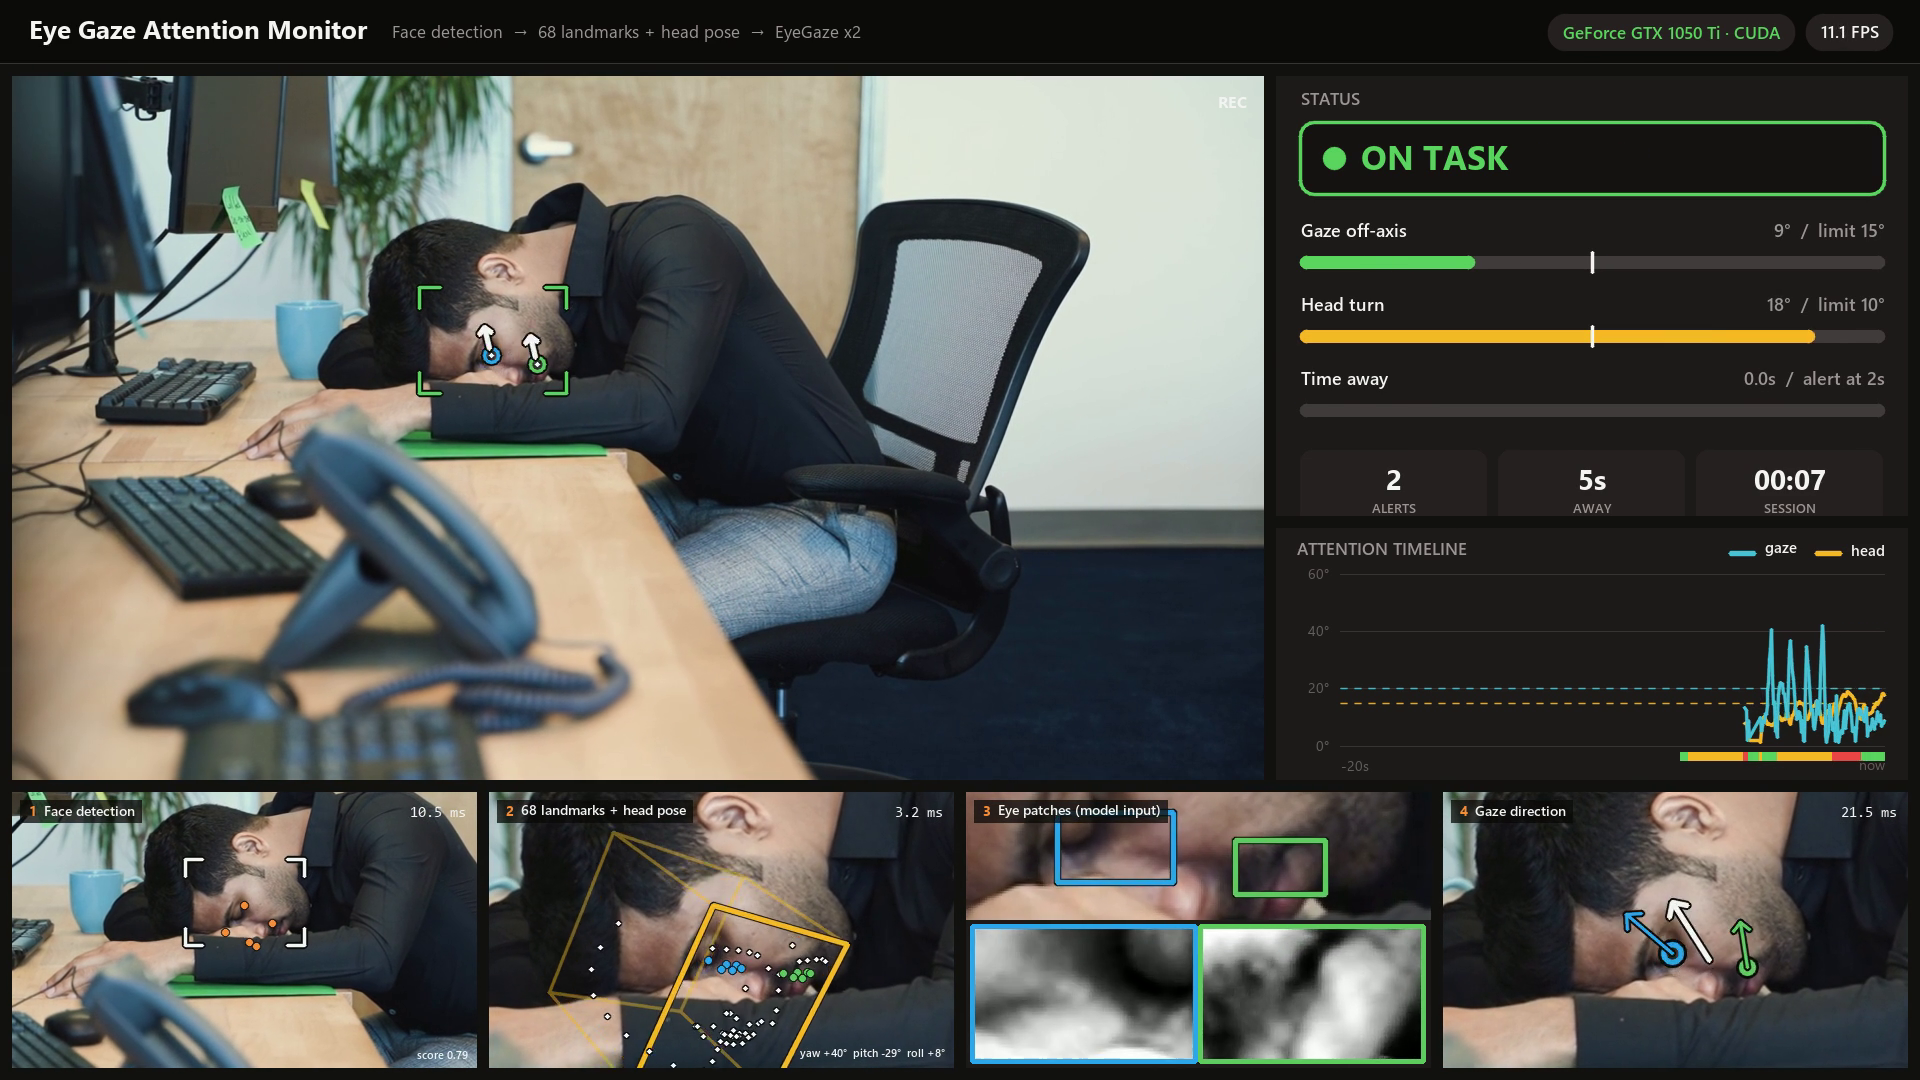 Eye Gaze Attention Monitor
Face detection → 68 landmarks + head pose → EyeGaze x2
GeForce GTX 1050 Ti · CUDA
11.1 FPS
REC
STATUS
ON TASK
Gaze off-axis
9° / limit 15°
Head turn
18° / limit 10°
Time away
0.0s / alert at 2s
2
ALERTS
5s
AWAY
00:07
SESSION
ATTENTION TIMELINE
gaze
head
60°
40°
20°
0°
-20s
now
1 Face detection
10.5 ms
score 0.79
2 68 landmarks + head pose
3.2 ms
yaw +40° pitch -29° roll +8°
3 Eye patches (model input)
4 Gaze direction
21.5 ms